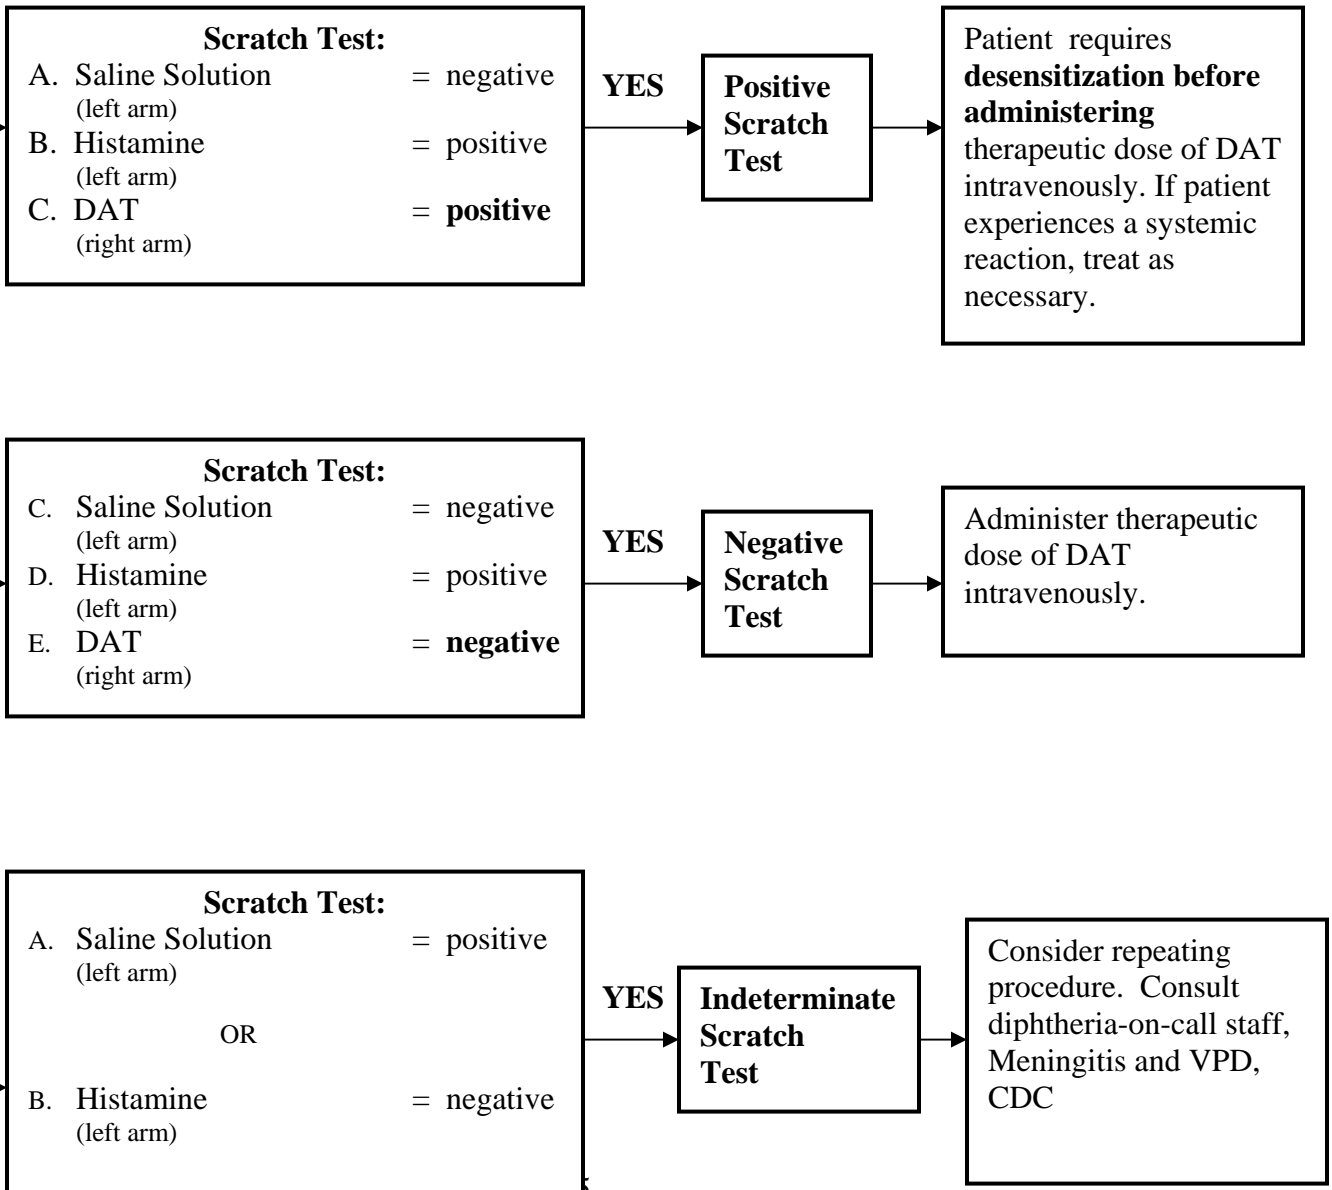 Scratch Test:
A. Saline Solution = negative
(left arm)
B. Histamine = positive
(left arm)
C. DAT = positive
(right arm)
YES
Positive
Scratch
Test
Patient requires
desensitization before
administering
therapeutic dose of DAT
intravenously. If patient
experiences a systemic
reaction, treat as
necessary.
Scratch Test:
C. Saline Solution = negative
(left arm)
D. Histamine = positive
(left arm)
E. DAT = negative
(right arm)
YES
Negative
Scratch
Test
Administer therapeutic
dose of DAT
intravenously.
Scratch Test:
A. Saline Solution = positive
(left arm)
OR
B. Histamine = negative
(left arm)
YES
Indeterminate
Scratch
Test
Consider repeating
procedure. Consult
diphtheria-on-call staff,
Meningitis and VPD,
CDC